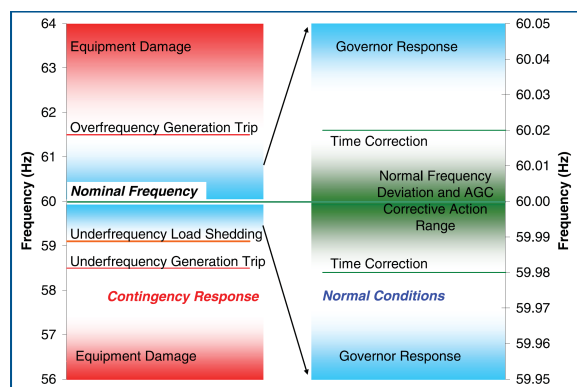 Frequency (Hz)
64
63
62
61
60
59
58
57
56
Equipment Damage
Overfrequency Generation Trip
Nominal Frequency
Underfrequency Load Shedding
Underfrequency Generation Trip
Contingency Response
Equipment Damage
Governor Response
Time Correction
Normal Frequency
Deviation and AGC
Corrective Action
Range
Time Correction
Normal Conditions
Governor Response
60.05
60.04
60.03
60.02
60.01
60.00
59.99
59.98
59.97
59.96
59.95
Frequency (Hz)